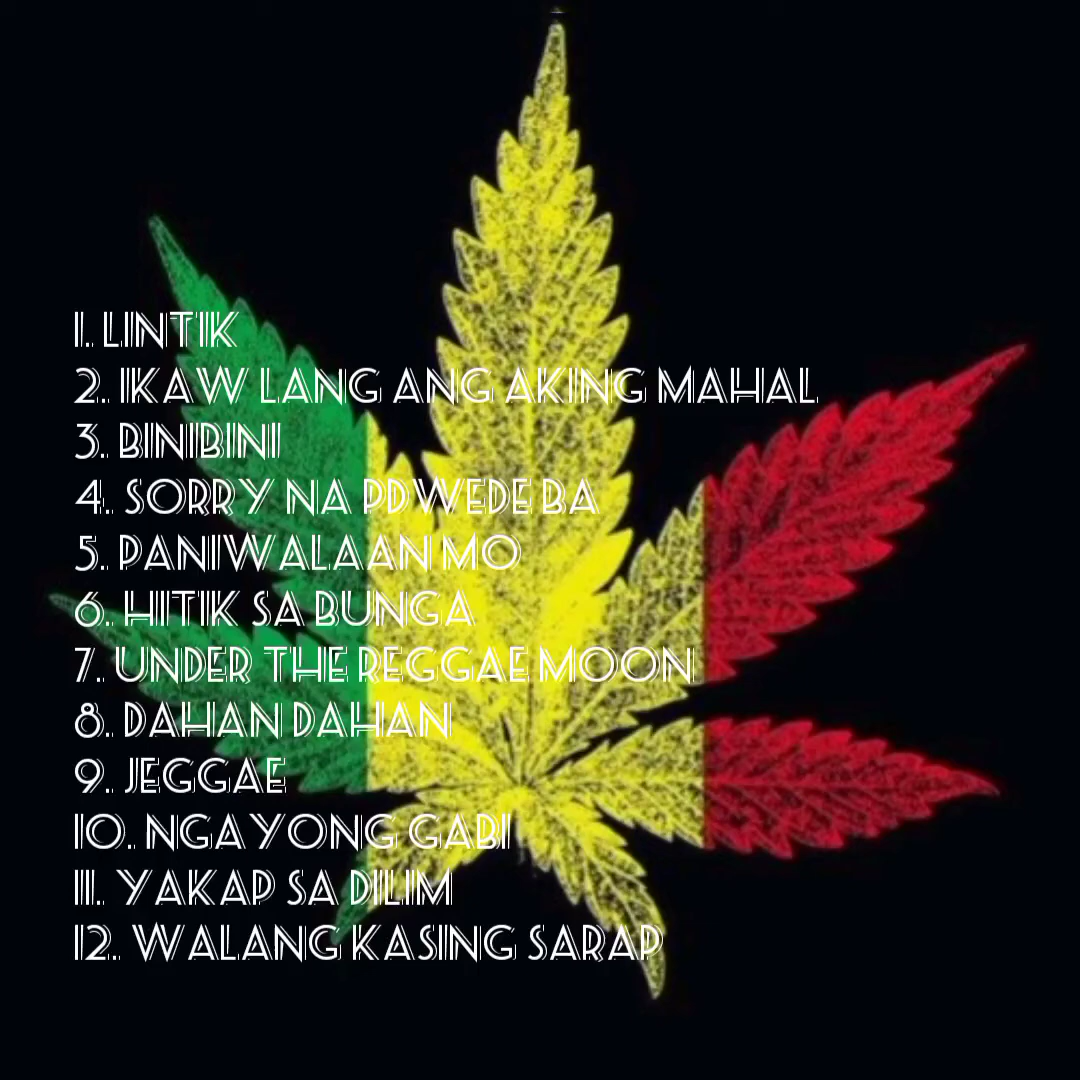 1. LINTIK
2. IKAW LANG ANG AKING MAHAL
3. BINIBINI
4. SORRY NA PDWEDE BA
5. PANIWALAAN MO
6. HITIK SA BUNGA
7. UNDER THE REGGAE MOON
8. DAHAN DAHAN
9. JEGGAE
10. NGAYONG GABI
11. YAKAP SA DILIM
12. WALANG KASING SARAP